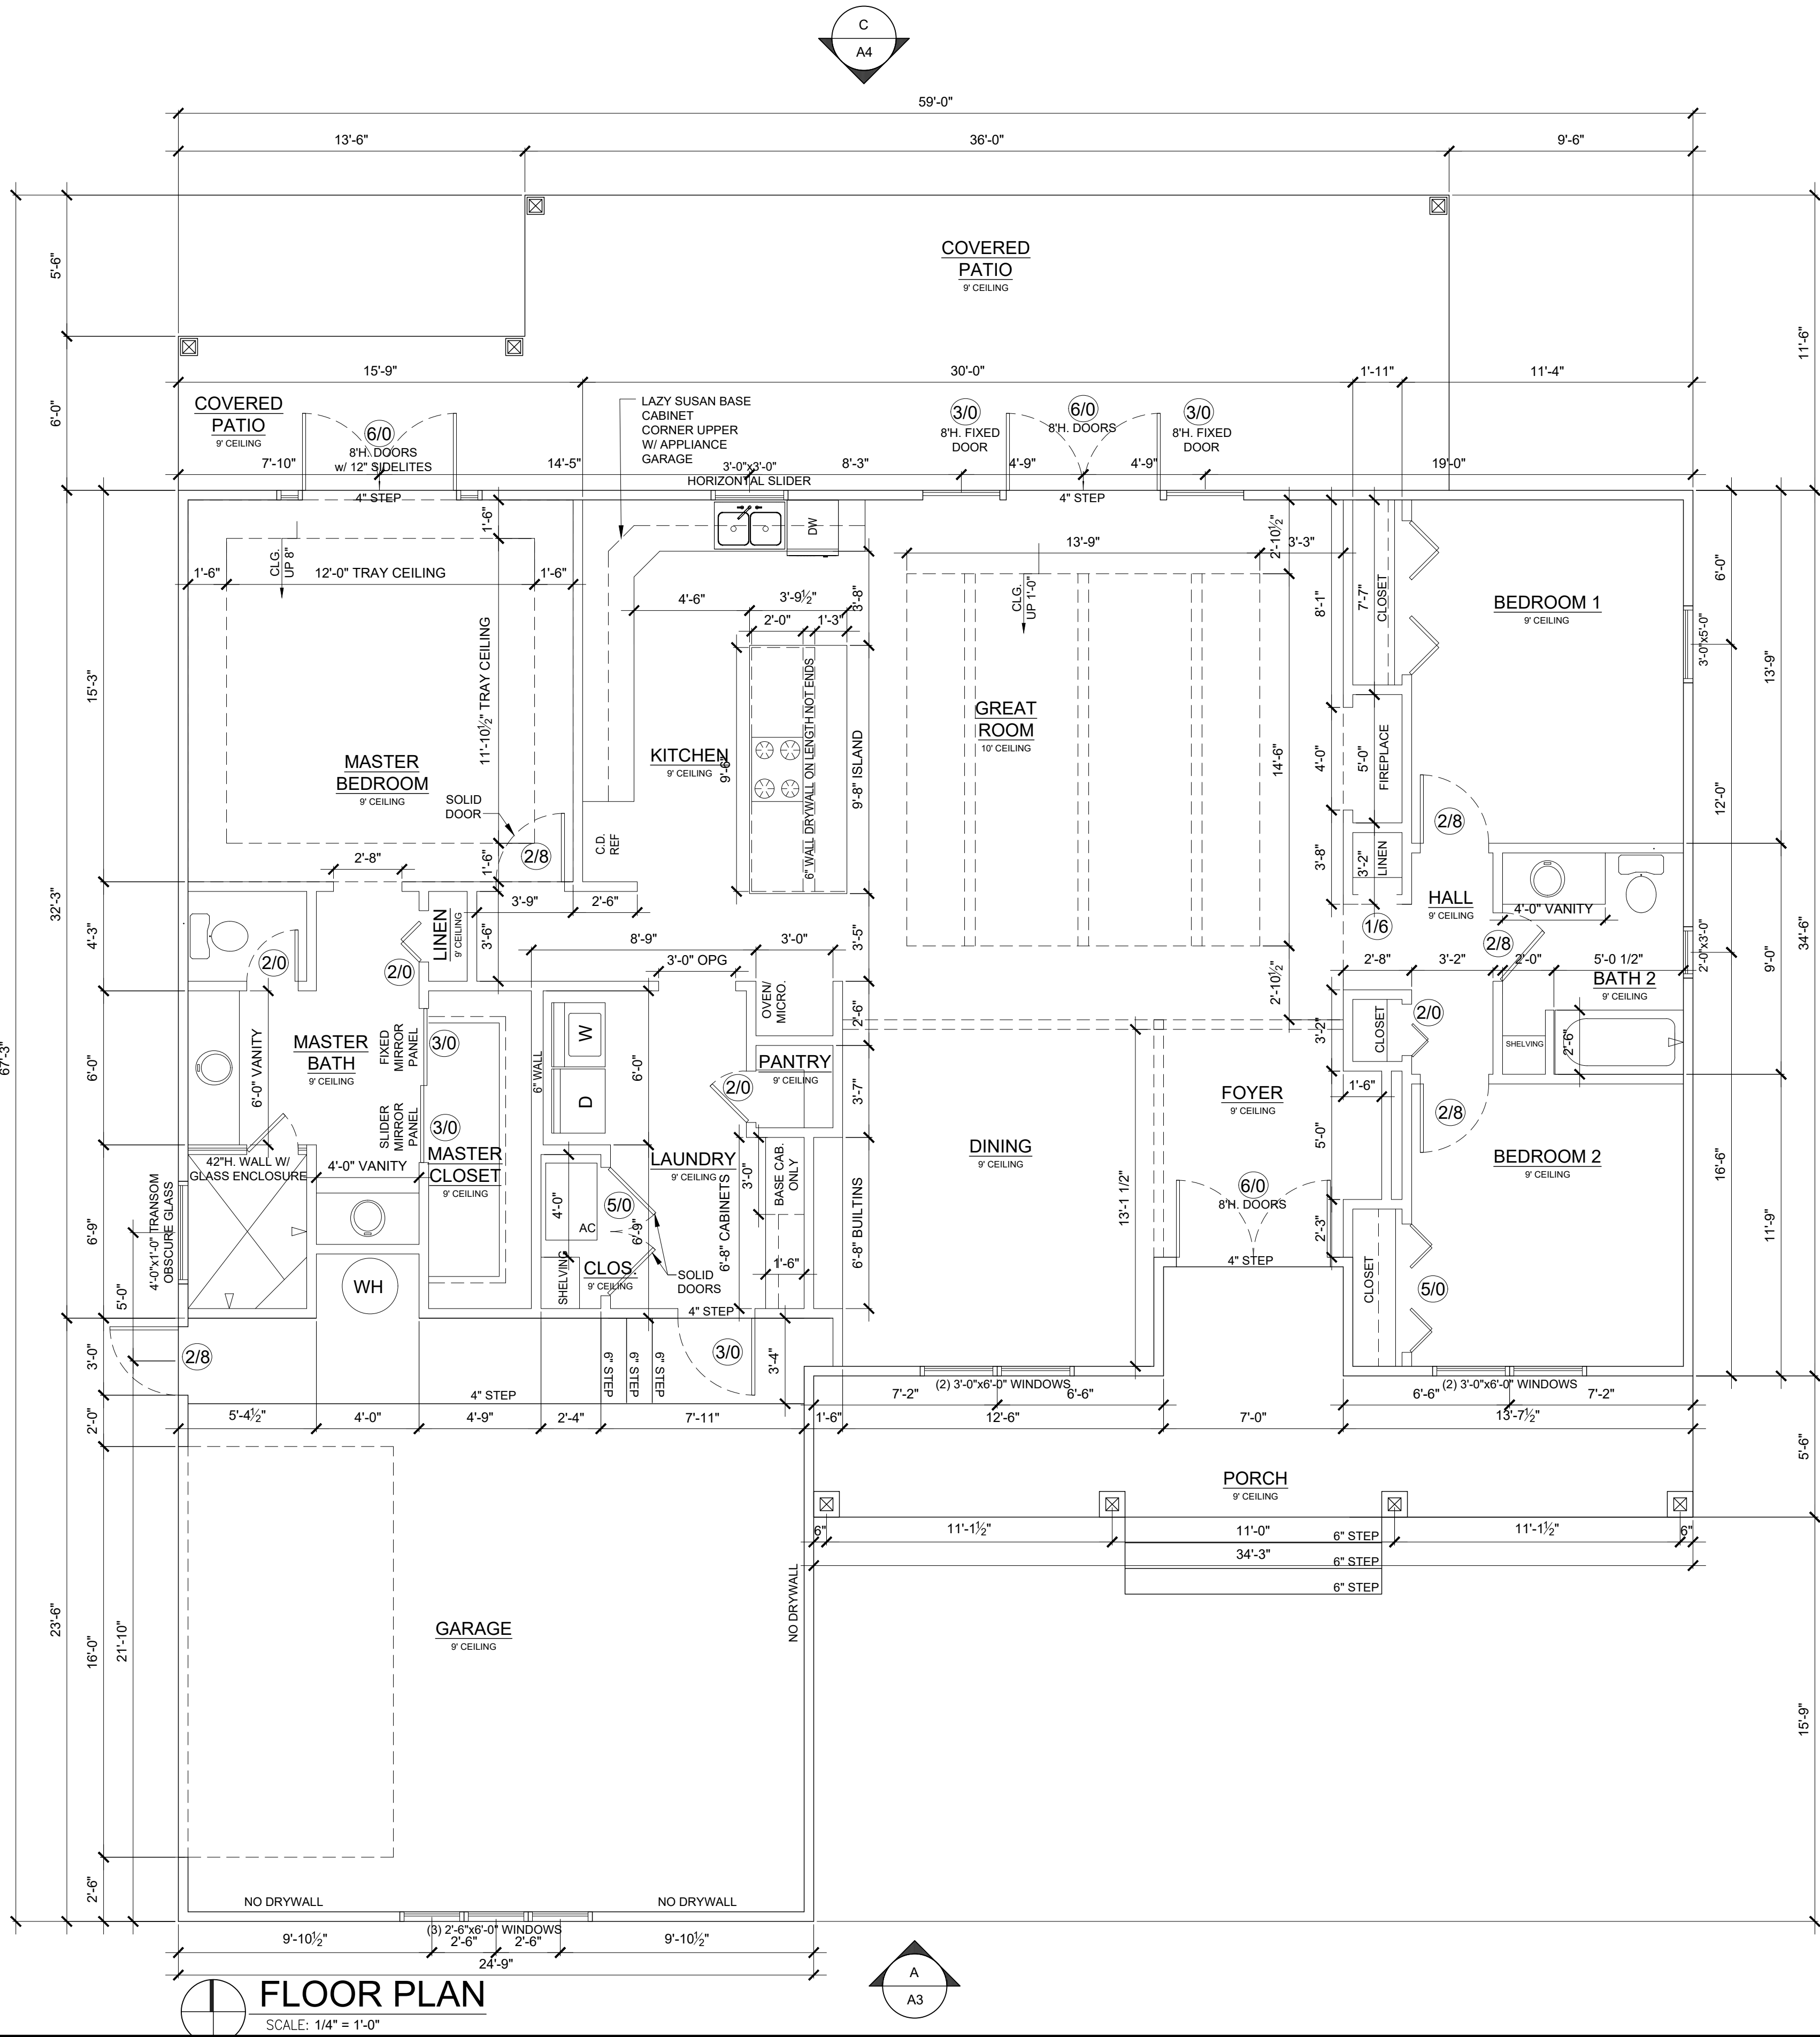 C
A4
59'-0"
13'-6"
36'-0"
9'-6"
COVERED
PATIO
9' CEILING
5'-6"
11'-6"
15'-9"
30'-0"
1'-11"
11'-4"
6'-0"
COVERED
PATIO
9' CEILING
6/0
8'H. DOORS
w/ 12" SIDELITES
LAZY SUSAN BASE
CABINET
CORNER UPPER
W/ APPLIANCE
GARAGE
3/0
8'H. FIXED
DOOR
6/0
8'H. DOORS
3/0
8'H. FIXED
DOOR
7'-10"
14'-5"
3'-0"x3'-0"
HORIZONTAL SLIDER
8'-3"
4'-9"
4'-9"
19'-0"
4" STEP
4" STEP
1'-6"
DW
2'-10½"
13'-9"
3'-3"
6'-0"
CLG.
UP 8"
1'-6"
12'-0" TRAY CEILING
1'-6"
4'-6"
3'-9½"
3'-8"
2'-0"
1'-3"
CLG.
UP 1'-0"
8'-1"
7'-7"
CLOSET
BEDROOM 1
9' CEILING
3'-0"x5'-0"
13'-9"
15'-3"
11'-10½" TRAY CEILING
6" WALL DRYWALL ON LENGTH NOT ENDS
GREAT
ROOM
10' CEILING
KITCHEN
9' CEILING
9'-6"
9'-8" ISLAND
14'-6"
4'-0"
5'-0"
FIREPLACE
MASTER
BEDROOM
9' CEILING
SOLID
DOOR
2/8
C.D.
REF
12'-0"
2/8
2'-8"
1'-6"
3'-8"
3'-2"
LINEN
32'-3"
3'-9"
2'-6"
HALL
9' CEILING
4'-0" VANITY
34'-6"
4'-3"
LINEN
9' CEILING
3'-6"
8'-9"
3'-0"
3'-5"
1/6
2/8
2'-0"x3'-0"
9'-0"
2/0
2/0
3'-0" OPG
2'-8"
3'-2"
2'-0"
5'-0 1/2"
BATH 2
9' CEILING
OVEN/
MICRO.
2'-6"
2'-10½"
67'-3"
6'-0"
6'-0" VANITY
MASTER
BATH
9' CEILING
FIXED
MIRROR
PANEL
3/0
W
6" WALL
6'-0"
3'-2"
CLOSET
2/0
SHELVING
2'-6"
PANTRY
9' CEILING
2/0
3'-7"
D
FOYER
9' CEILING
1'-6"
2/8
SLIDER
MIRROR
PANEL
3/0
MASTER
CLOSET
9' CEILING
LAUNDRY
9' CEILING
DINING
9' CEILING
5'-0"
BEDROOM 2
9' CEILING
16'-6"
42"H. WALL W/
GLASS ENCLOSURE
4'-0" VANITY
3'-0"
BASE CAB.
ONLY
6/0
8'H. DOORS
4'-0"
5/0
AC
6'-9"
6'-8" CABINETS
6'-8" BUILTINS
13'-1 1/2"
2'-3"
11'-9"
6'-9"
4'-0"x1'-0" TRANSOM
OBSCURE GLASS
5'-0"
WH
SHELVING
CLOS.
9' CEILING
SOLID
DOORS
1'-6"
4" STEP
CLOSET
5/0
4" STEP
3'-0"
2/8
6" STEP
6" STEP
6" STEP
3/0
3'-4"
4" STEP
(2) 3'-0"x6'-0" WINDOWS
(2) 3'-0"x6'-0" WINDOWS
7'-2"
6'-6"
6'-6"
7'-2"
2'-0"
5'-4½"
4'-0"
4'-9"
2'-4"
7'-11"
1'-6"
12'-6"
7'-0"
13'-7½"
5'-6"
PORCH
9' CEILING
6"
11'-1½"
11'-0"
6" STEP
11'-1½"
6"
34'-3"
6" STEP
6" STEP
NO DRYWALL
23'-6"
16'-0"
21'-10"
GARAGE
9' CEILING
15'-9"
2'-6"
NO DRYWALL
NO DRYWALL
(3) 2'-6"x6'-0" WINDOWS
9'-10½"
2'-6"
2'-6"
9'-10½"
24'-9"
A
A3
FLOOR PLAN
SCALE: 1/4" = 1'-0"